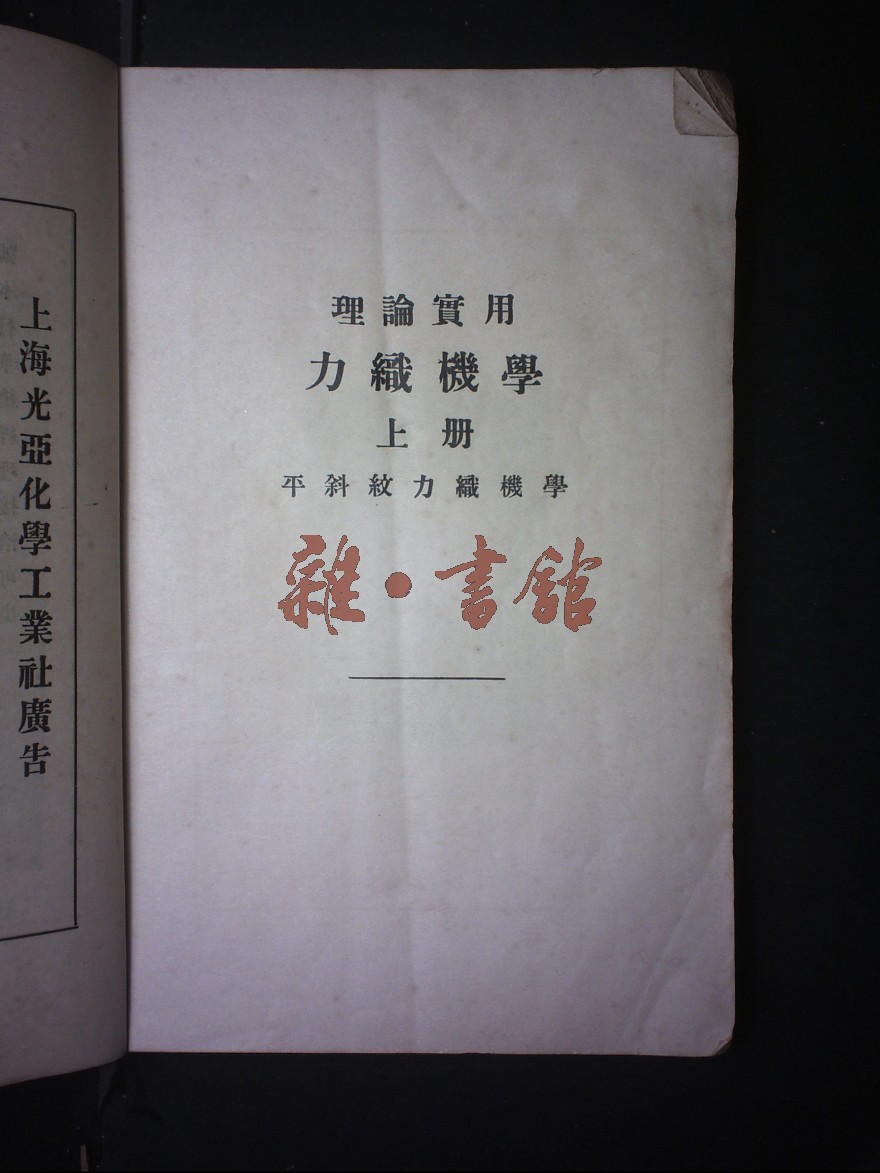 理論實用
力織機學
上册
平斜紋力織機學
雜·書館
上海光亞化學工業社廣告